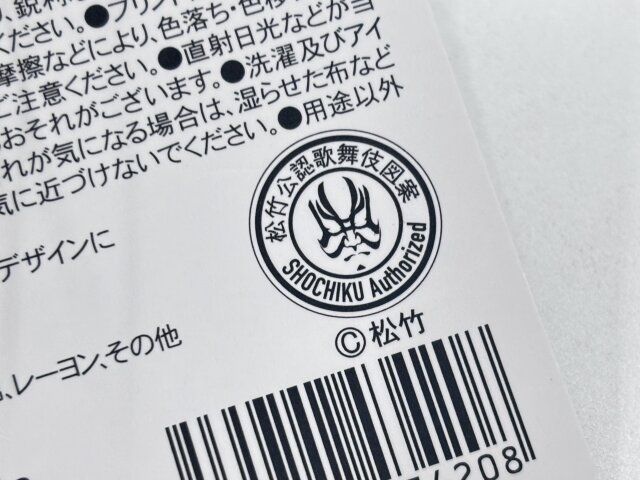 、鋭利
ください。●プリント
摩擦などにより、色落ち・色移
ご注意ください。●直射日光などが当
おそれがございます。●洗濯及びアイ
れが気になる場合は、湿らせた布など
気に近づけないでください。●用途以外
松竹公認歌舞伎図案
SHOCHIKU Authorized
デザインに
©松竹
、レーヨン、その他
4208